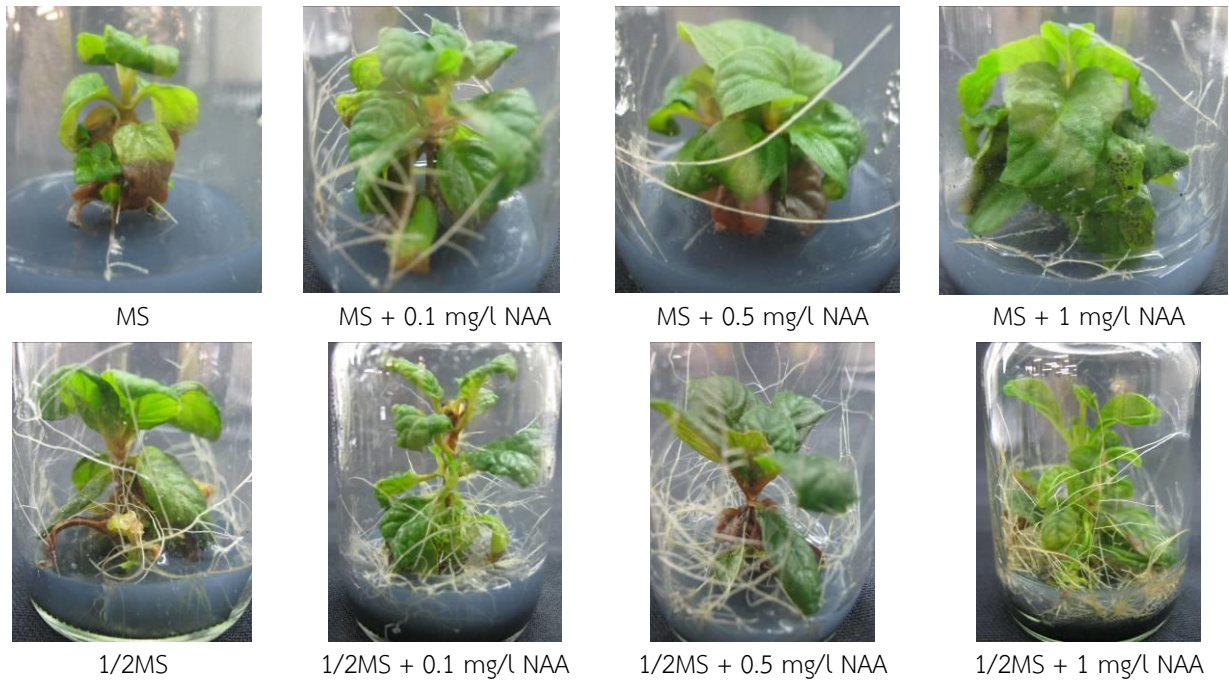 MS
MS + 0.1 mg/l NAA
MS + 0.5 mg/l NAA
MS + 1 mg/l NAA
1/2MS
1/2MS + 0.1 mg/l NAA
1/2MS + 0.5 mg/l NAA
1/2MS + 1 mg/l NAA